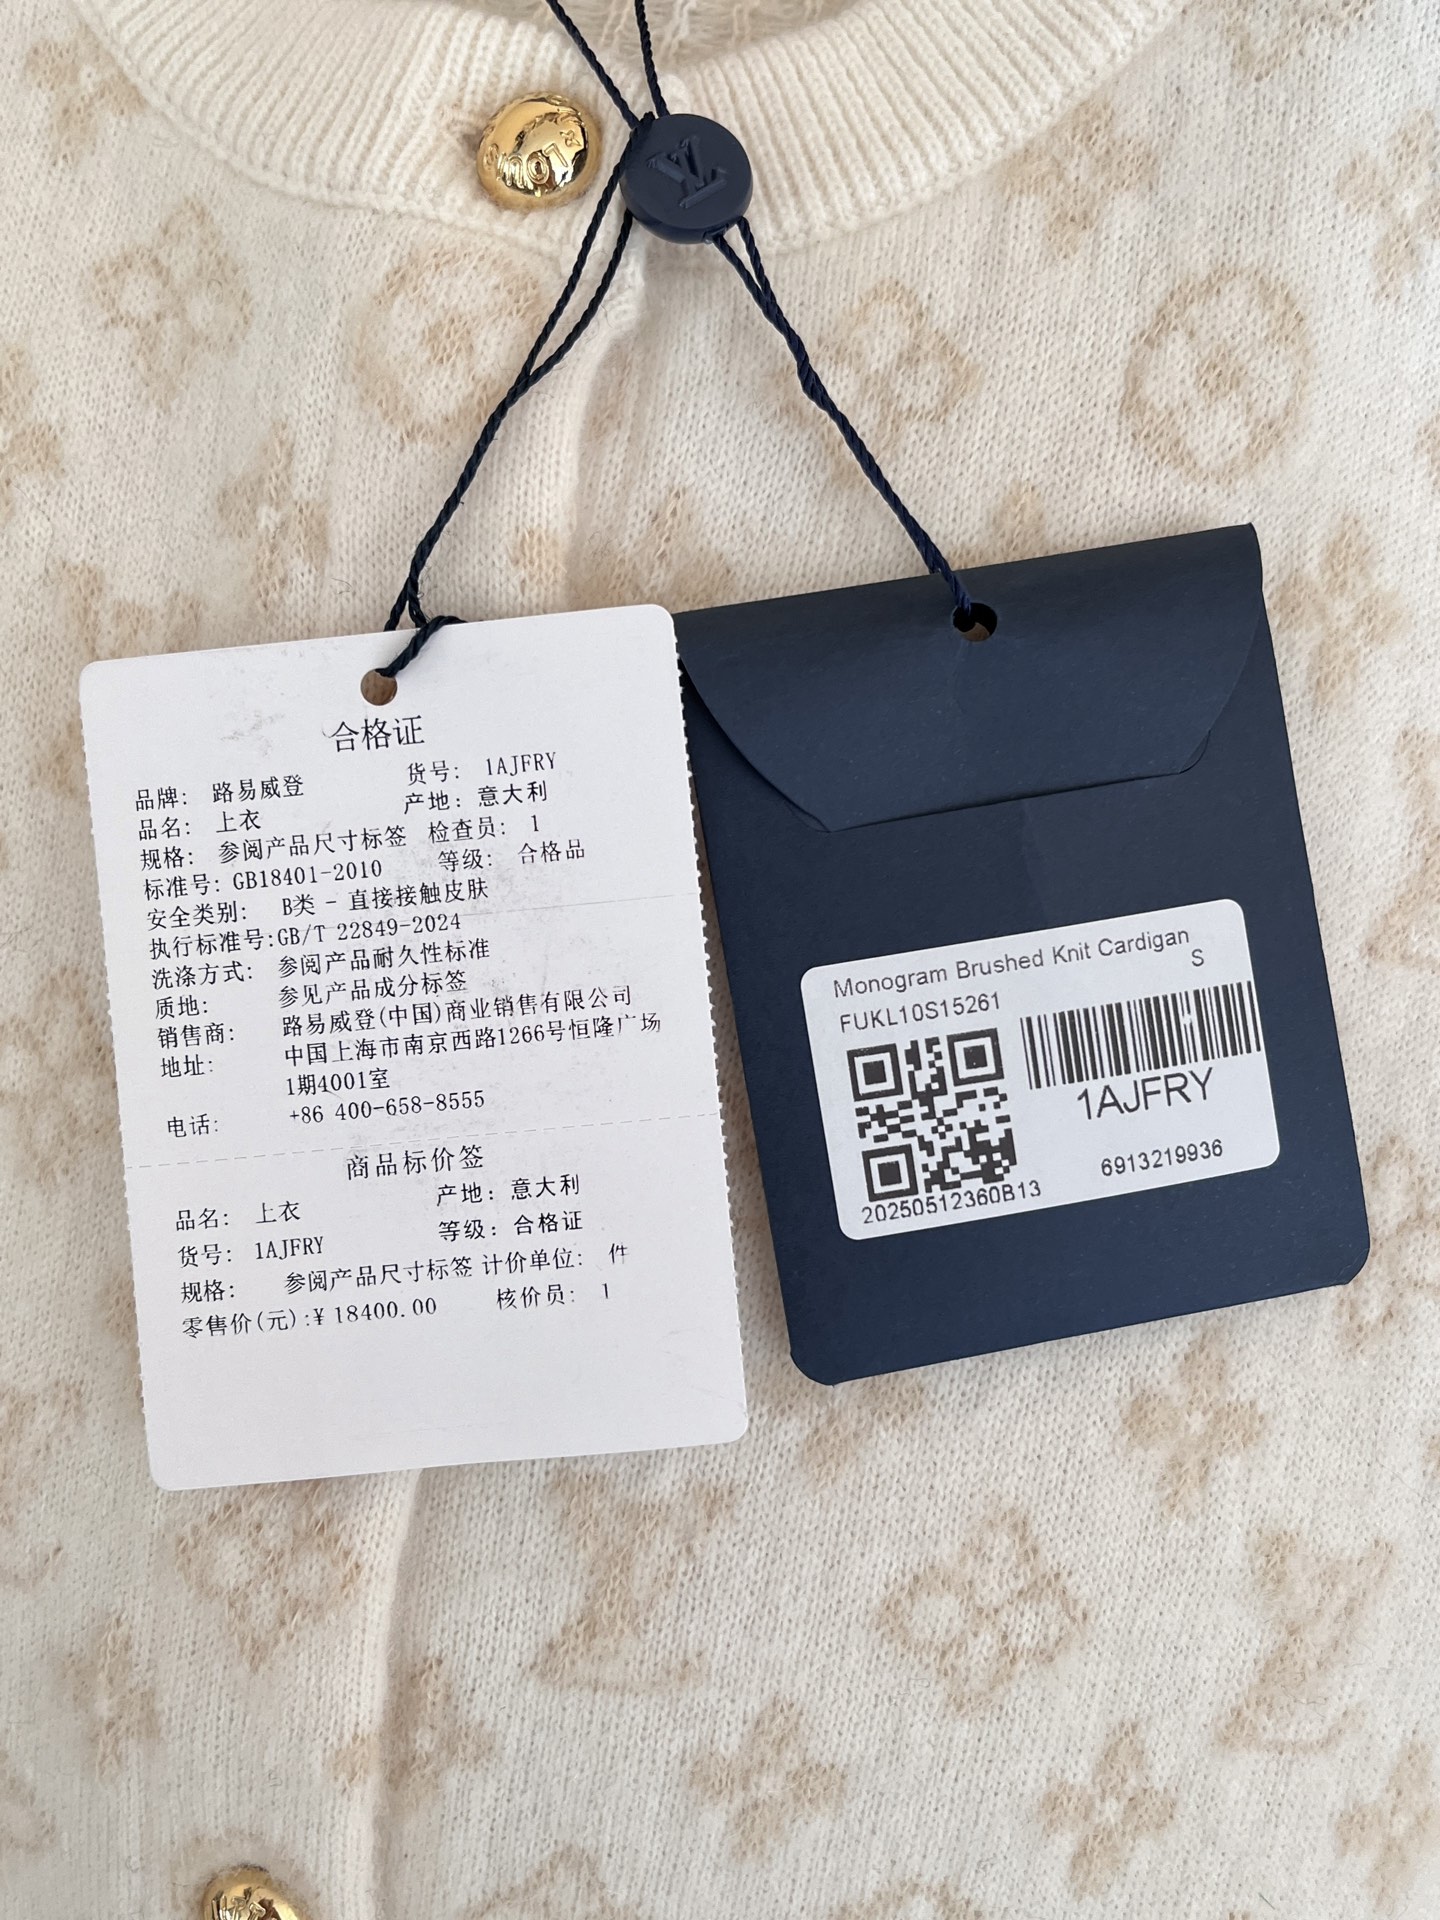 Louis
LV
合格证
品牌: 路易威登 货号: 1AJFRY
品名: 上衣 产地: 意大利
规格: 参阅产品尺寸标签 检查员: 1
标准号: GB18401-2010 等级: 合格品
安全类别: B类 - 直接接触皮肤
执行标准号:GB/T 22849-2024
洗涤方式: 参阅产品耐久性标准
质地: 参见产品成分标签
销售商: 路易威登(中国)商业销售有限公司
地址: 中国上海市南京西路1266号恒隆广场
1期4001室
电话: +86 400-658-8555
商品标价签
品名: 上衣 产地: 意大利
货号: 1AJFRY 等级: 合格证
规格: 参阅产品尺寸标签 计价单位: 件
零售价(元):¥ 18400.00 核价员: 1
Monogram Brushed Knit Cardigan
S
FUKL10S15261
1AJFRY
6913219936
20250512360B13